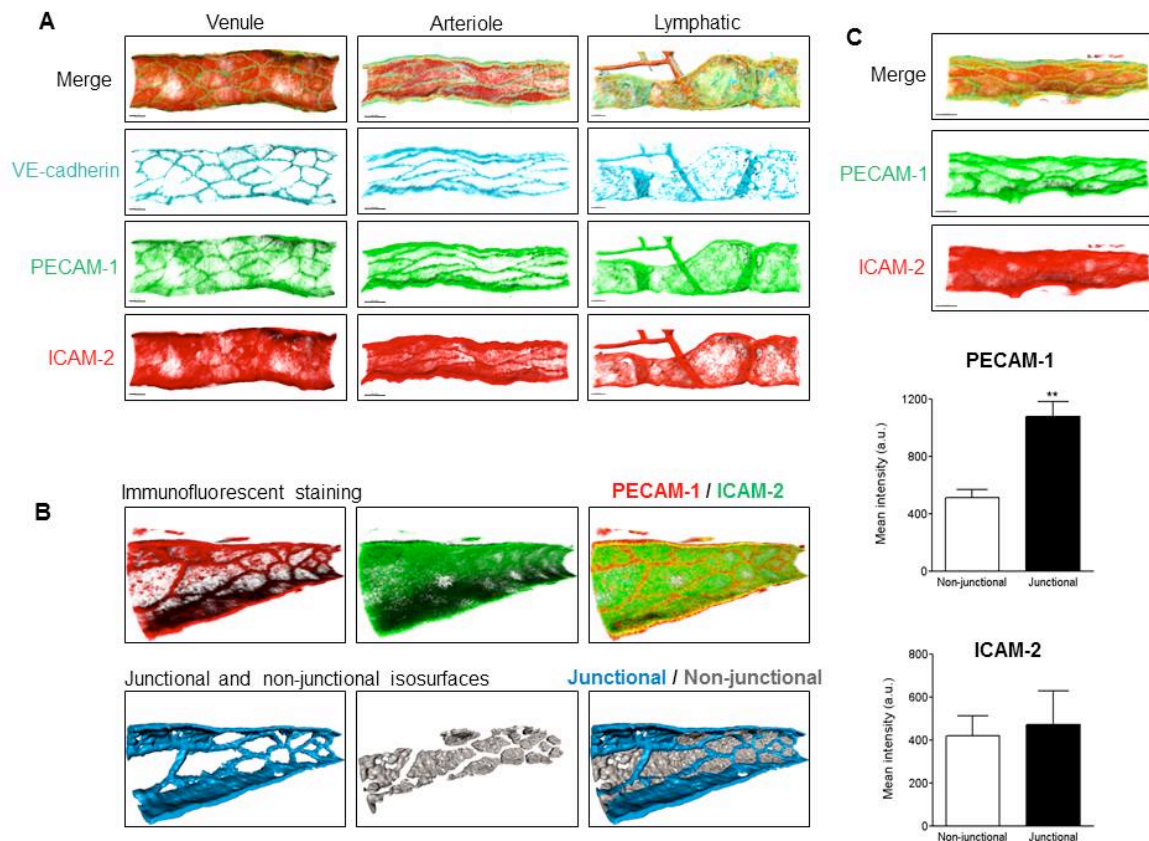 A
Venule
Arteriole
Lymphatic
Merge
VE-cadherin
PECAM-1
ICAM-2
B
Immunofluorescent staining
PECAM-1 / ICAM-2
Junctional and non-junctional isosurfaces
Junctional / Non-junctional
C
Merge
PECAM-1
ICAM-2
PECAM-1
Mean intensity (a.u.)
1200
800
400
0
**
Non-junctional
Junctional
ICAM-2
Mean intensity (a.u.)
800
600
400
200
0
Non-junctional
Junctional